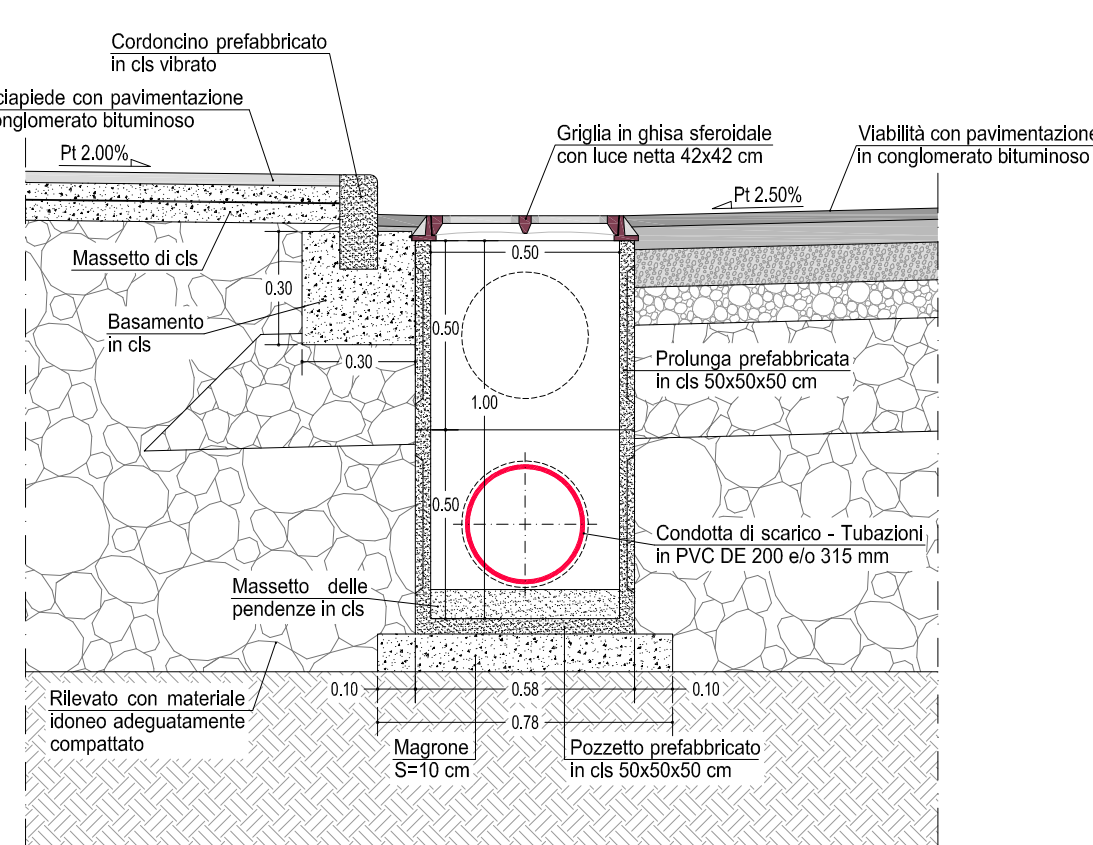 Cordoncino prefabbricato
in cls vibrato
ciapiede con pavimentazione
onglomerato bituminoso
Pt 2.00%
Griglia in ghisa sferoidale
con luce netta 42x42 cm
Viabilità con pavimentazione
in conglomerato bituminoso
Pt 2.50%
Massetto di cls
0.50
0.30
Basamento
in cls
0.50
0.30
Prolunga prefabbricata
in cls 50x50x50 cm
1.00
0.50
Condotta di scarico - Tubazioni
in PVC DE 200 e/o 315 mm
Massetto delle
pendenze in cls
Rilevato con materiale
idoneo adeguatamente
compattato
0.10
0.58
0.10
0.78
Magrone
S=10 cm
Pozzetto prefabbricato
in cls 50x50x50 cm